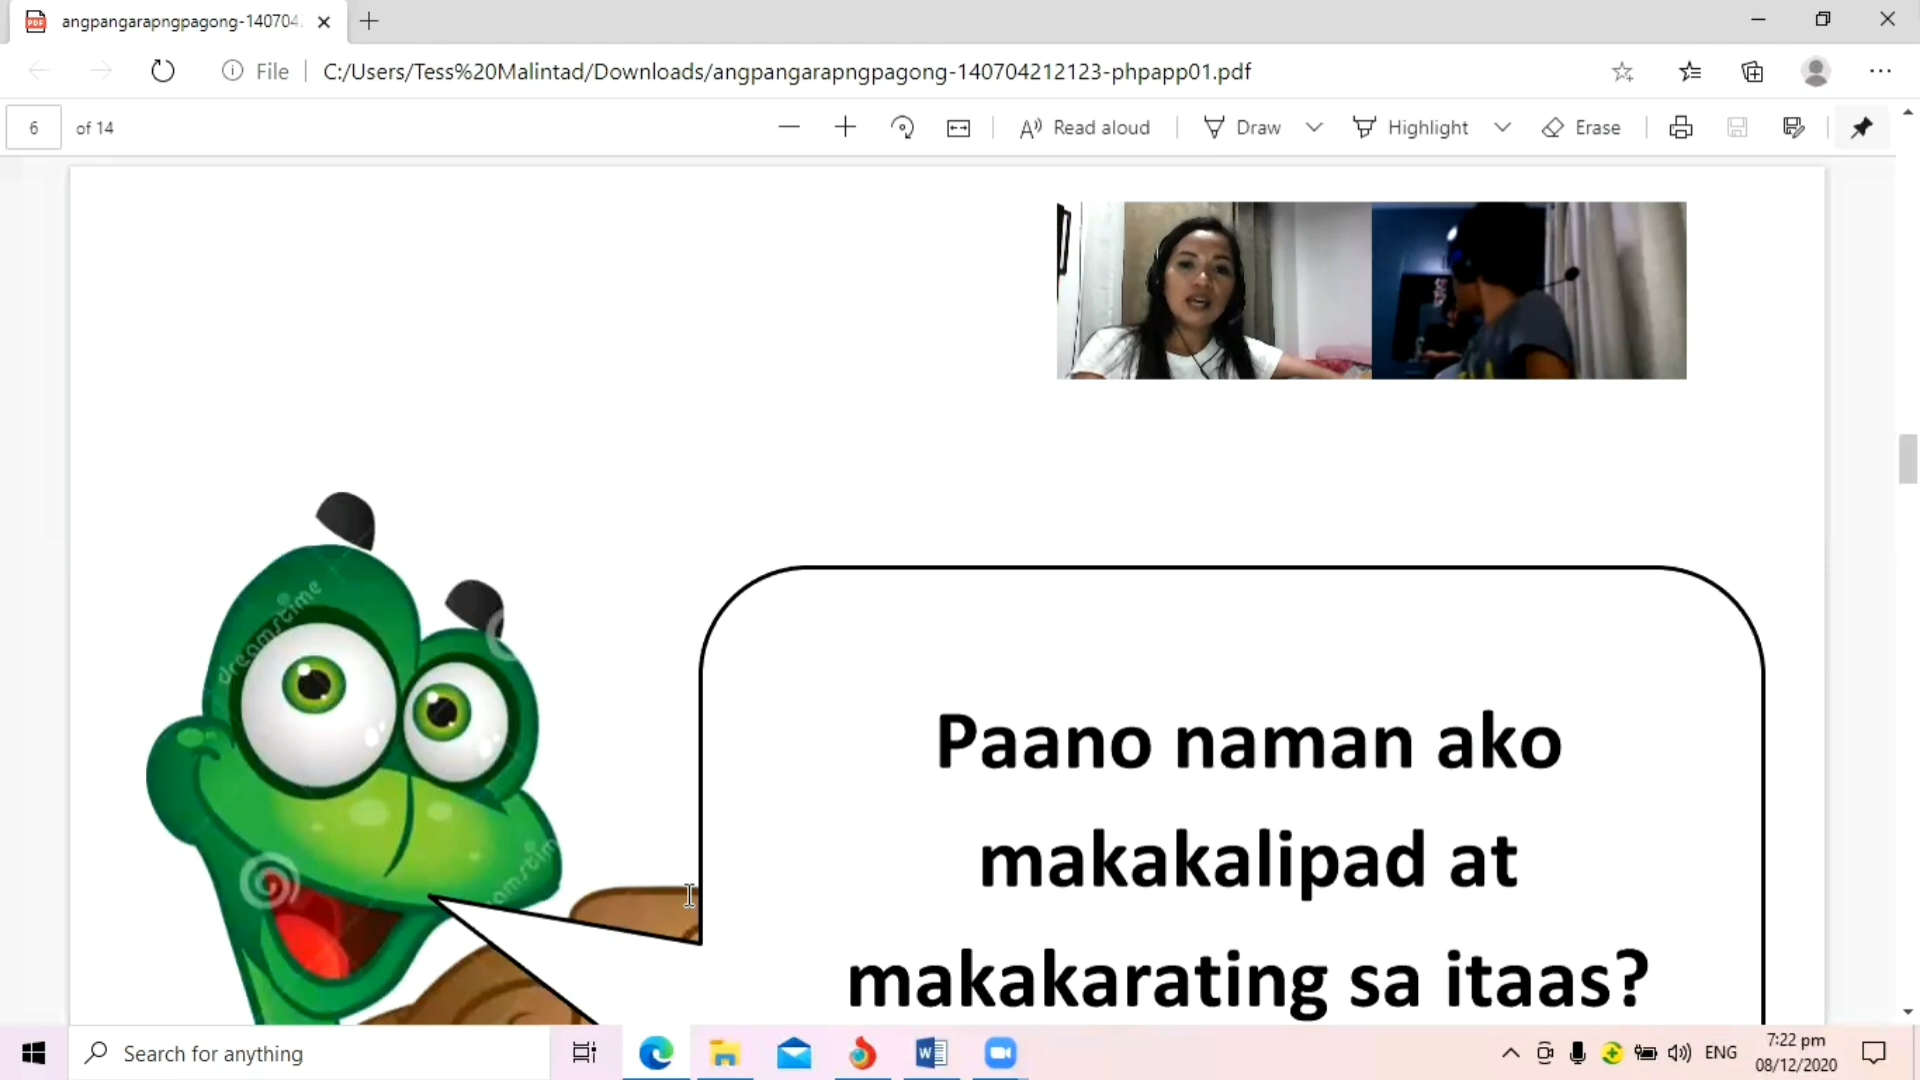 angpangarapngpagong-140704
File
C:/Users/Tess%20Malintad/Downloads/angpangarapngpagong-140704212123-phpapp01.pdf
6 of 14
Read aloud
Draw
Highlight
Erase
dreamstime
Paano naman ako
makakalipad at
makakarating sa itaas?
Search for anything
ENG
7:22 pm
08/12/2020